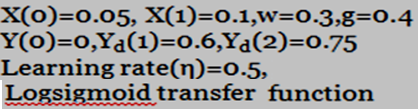 X(0)=0.05, X(1)=0.1,w=0.3,g=0.4
Y(0)=0,Yd(1)=0.6,Yd(2)=0.75
Learning rate(η)=0.5,
Logsigmoid transfer function